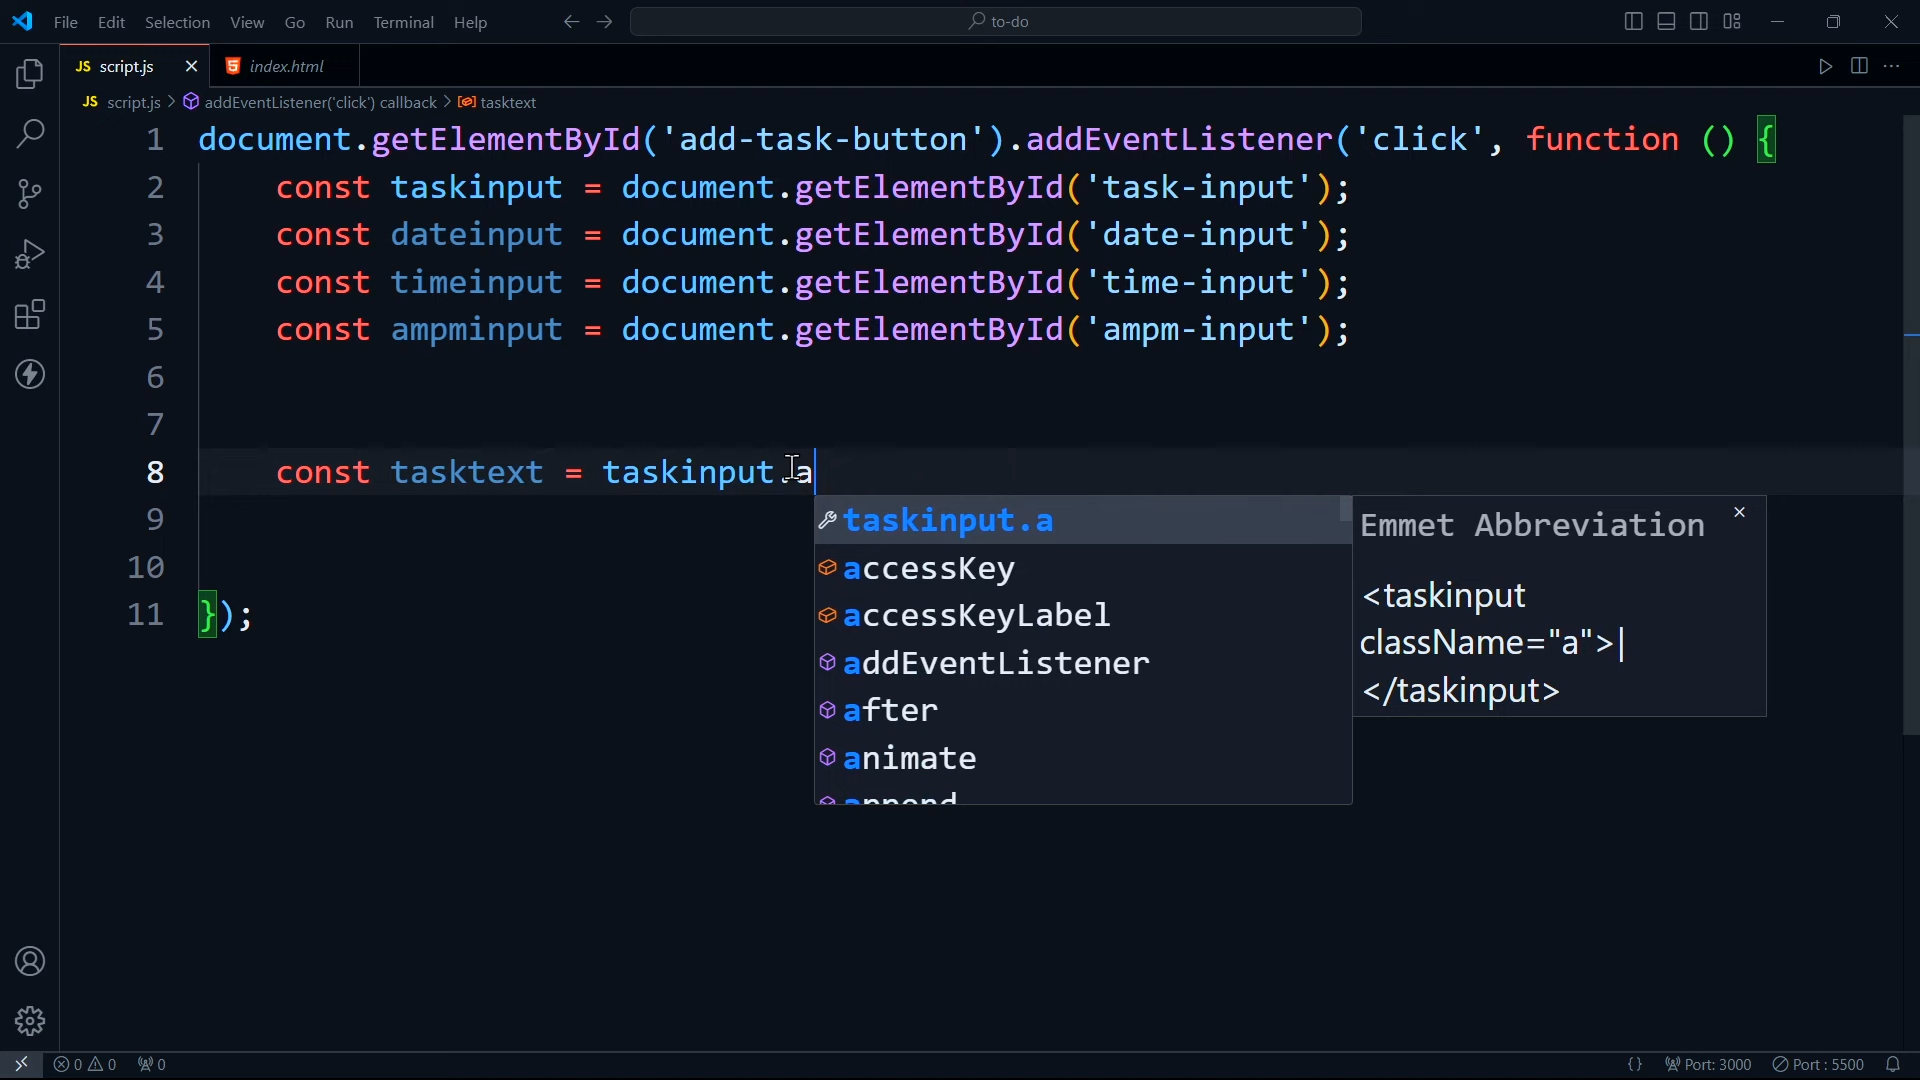 File Edit Selection View Go Run Terminal Help to-do
JS script.js index.html
JS script.js > addEventListener('click') callback > tasktext
1 document.getElementById('add-task-button').addEventListener('click', function () {
2 const taskinput = document.getElementById('task-input');
3 const dateinput = document.getElementById('date-input');
4 const timeinput = document.getElementById('time-input');
5 const ampminput = document.getElementById('ampm-input');
6
7
8 const tasktext = taskinput.a
9
10
11 });
taskinput.a
accessKey
accessKeyLabel
addEventListener
after
animate
append
Emmet Abbreviation
<taskinput
className="a">|
</taskinput>
0 0 0 {} Port: 3000 Port : 5500